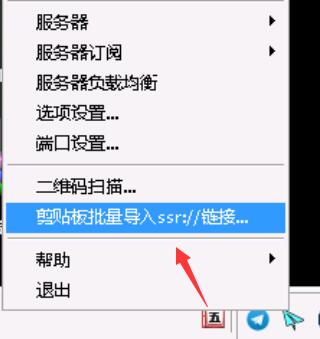 服务器
服务器订阅
服务器负载均衡
选项设置...
端口设置...
二维码扫描...
剪贴板批量导入ssr://链接...
帮助
退出
五